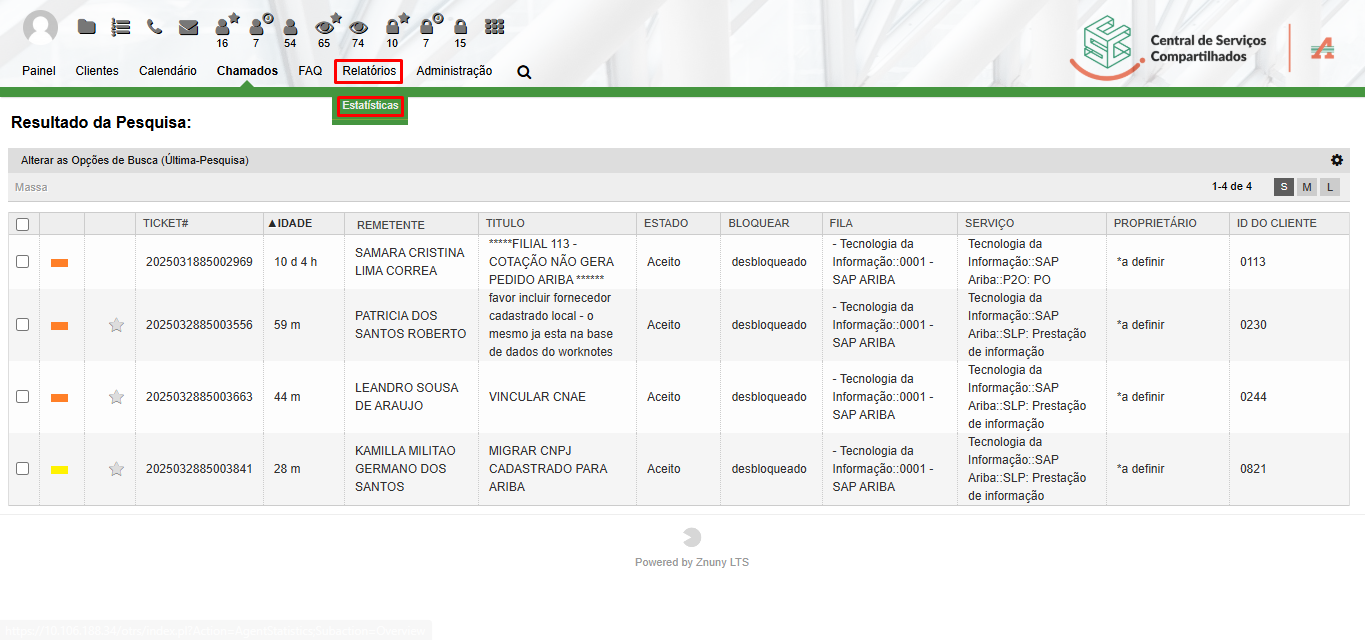 16 7 54 65 74 10 7 15
Central de Serviços
Compartilhados
Painel Clientes Calendário Chamados FAQ Relatórios Administração
Estatísticas
Resultado da Pesquisa:
Alterar as Opções de Busca (Última-Pesquisa)
Massa 1-4 de 4 S M L
TICKET# ▲IDADE REMETENTE TITULO ESTADO BLOQUEAR FILA SERVIÇO PROPRIETÁRIO ID DO CLIENTE
2025031885002969 10 d 4 h
SAMARA CRISTINA
LIMA CORREA
*****FILIAL 113 -
COTAÇÃO NÃO GERA
PEDIDO ARIBA ******
Aceito desbloqueado
- Tecnologia da
Informação::0001 -
SAP ARIBA
Tecnologia da
Informação::SAP
Ariba::P2O: PO
*a definir 0113
2025032885003556 59 m
PATRICIA DOS
SANTOS ROBERTO
favor incluir fornecedor
cadastrado local - o
mesmo ja esta na base
de dados do worknotes
Aceito desbloqueado
- Tecnologia da
Informação::0001 -
SAP ARIBA
Tecnologia da
Informação::SAP
Ariba::SLP: Prestação
de informação
*a definir 0230
2025032885003663 44 m
LEANDRO SOUSA
DE ARAUJO
VINCULAR CNAE
Aceito desbloqueado
- Tecnologia da
Informação::0001 -
SAP ARIBA
Tecnologia da
Informação::SAP
Ariba::SLP: Prestação
de informação
*a definir 0244
2025032885003841 28 m
KAMILLA MILITAO
GERMANO DOS
SANTOS
MIGRAR CNPJ
CADASTRADO PARA
ARIBA
Aceito desbloqueado
- Tecnologia da
Informação::0001 -
SAP ARIBA
Tecnologia da
Informação::SAP
Ariba::SLP: Prestação
de informação
*a definir 0821
Powered by Znuny LTS